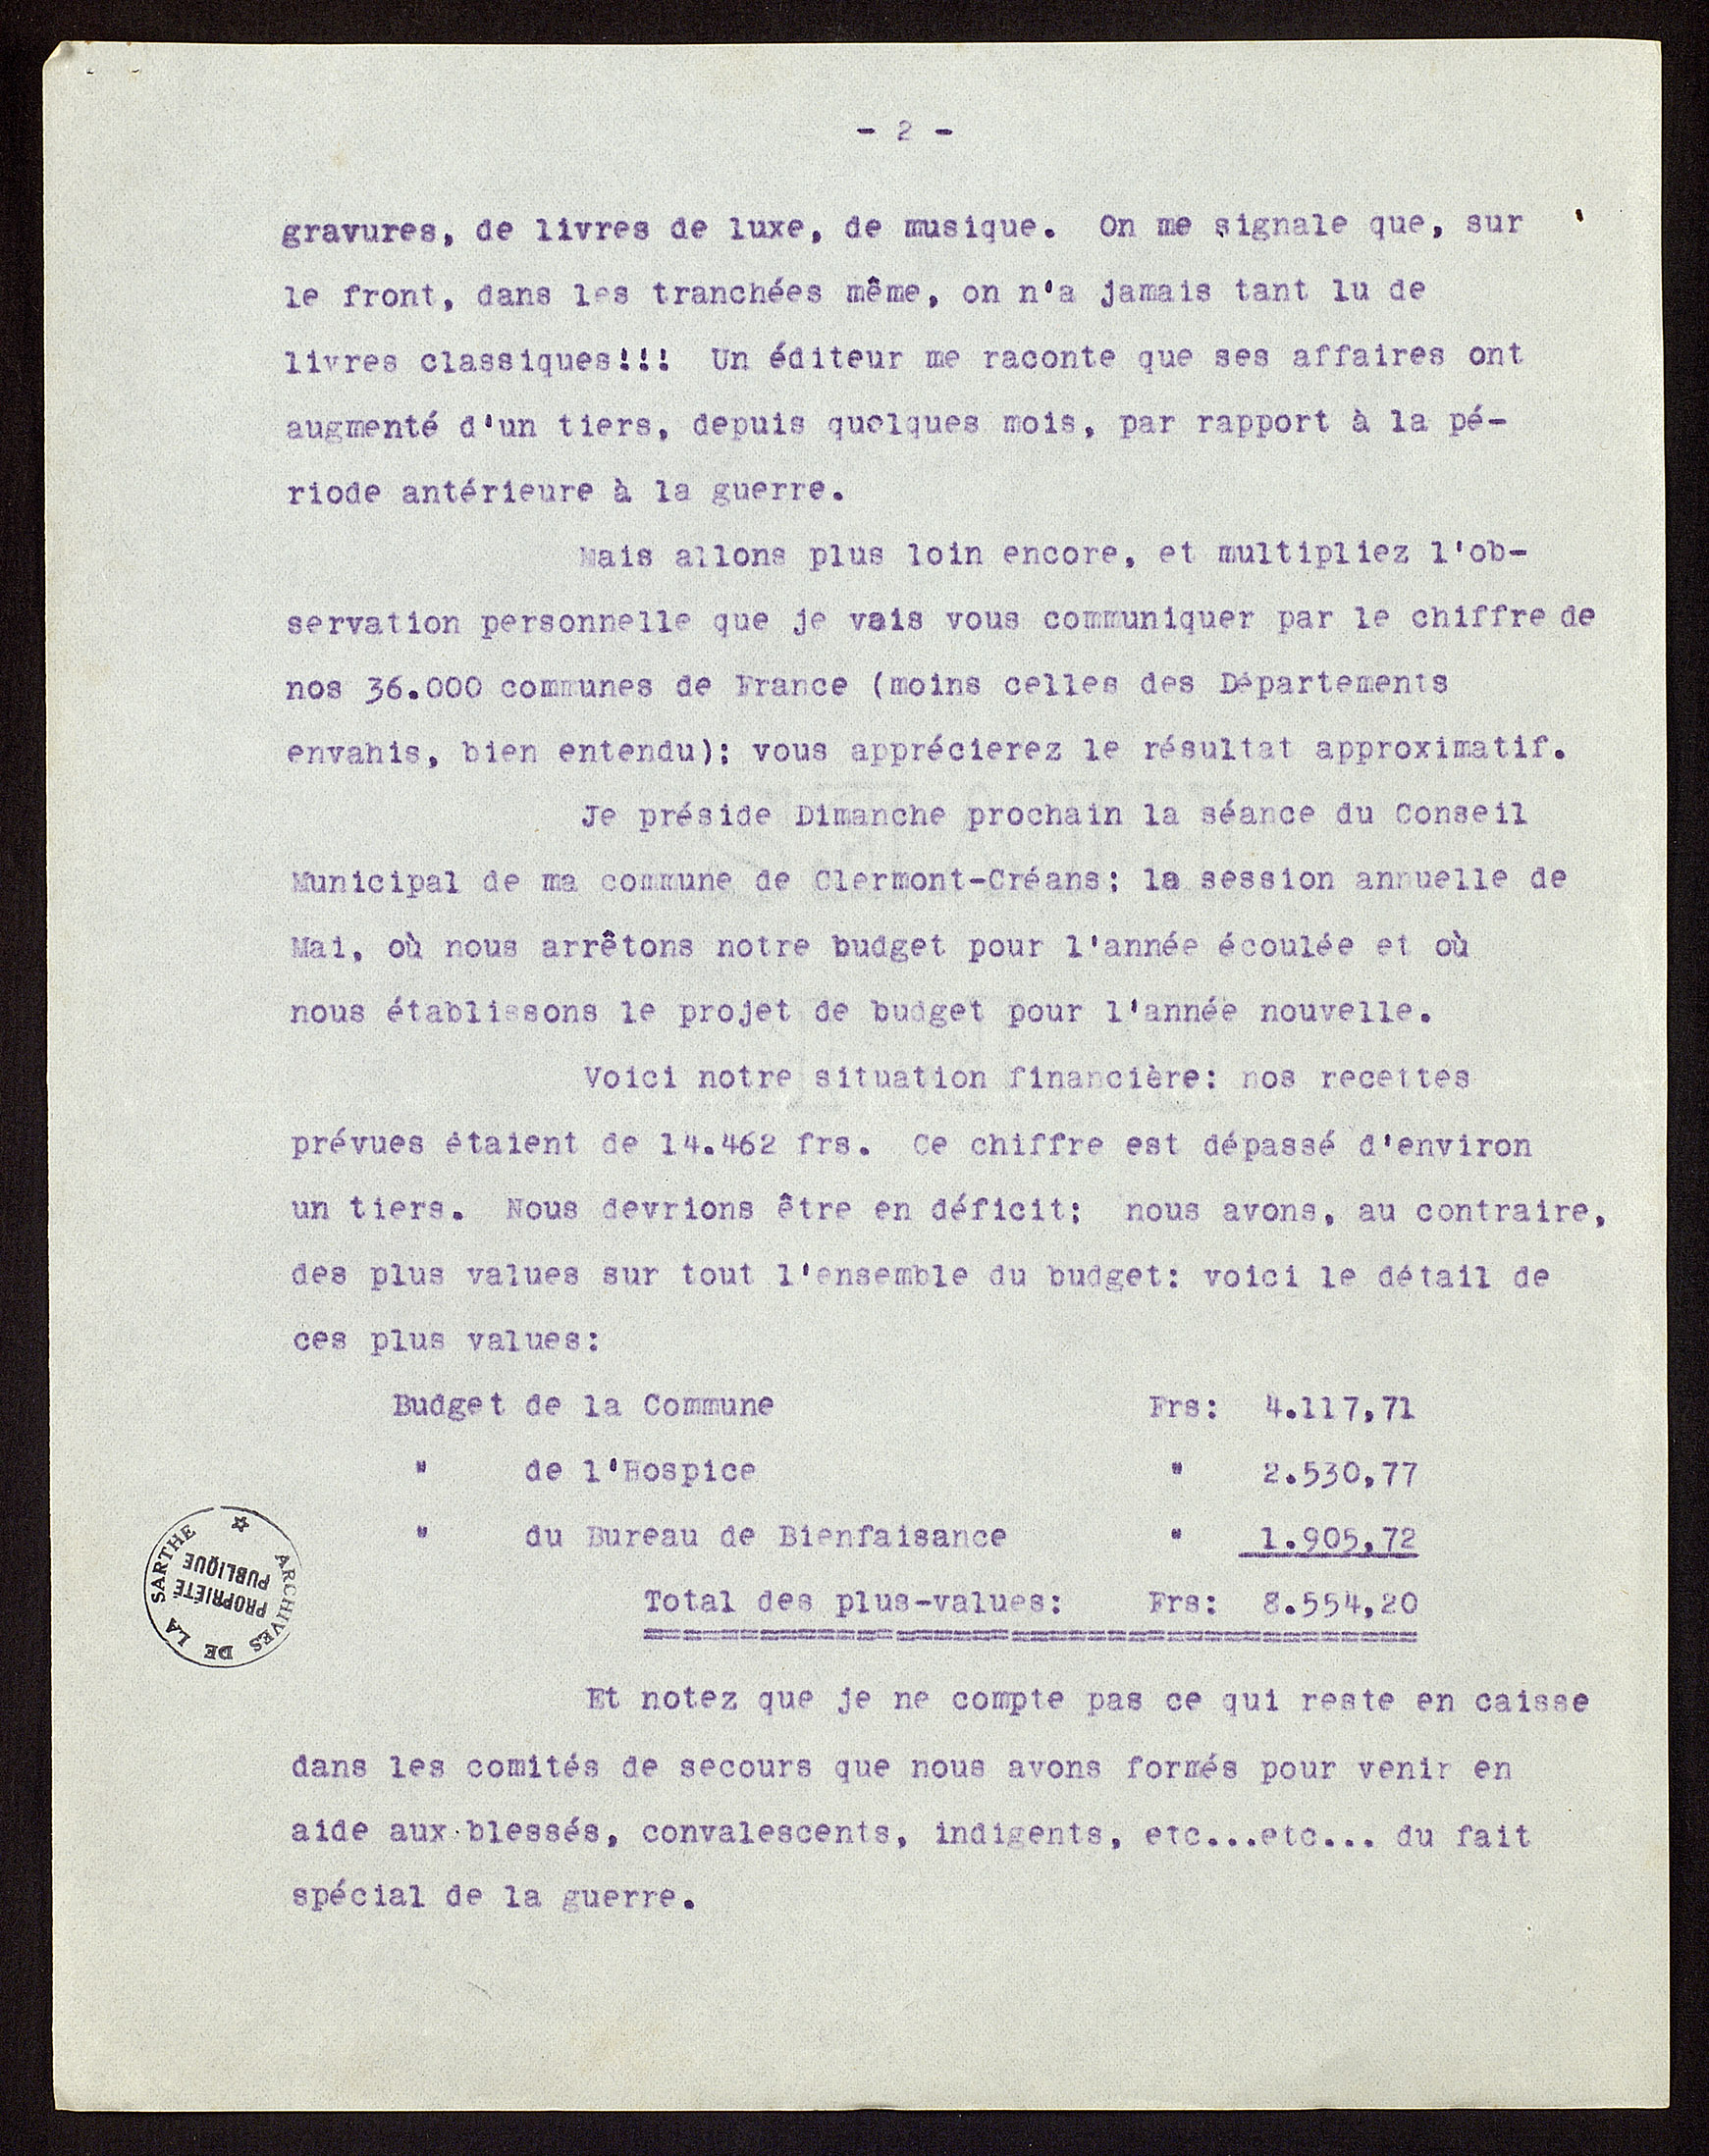 - 2 -
gravures, de livres de luxe, de musique. On me signale que, sur
le front, dans les tranchées même, on n'a jamais tant lu de
livres classiques!!! Un éditeur me raconte que ses affaires ont
augmenté d'un tiers, depuis quelques mois, par rapport à la pé-
riode antérieure à la guerre.
Mais allons plus loin encore, et multipliez l'ob-
servation personnelle que je vais vous communiquer par le chiffre de
nos 36.000 communes de France (moins celles des Départements
envahis, bien entendu): vous apprécierez le résultat approximatif.
Je préside Dimanche prochain la séance du Conseil
Municipal de ma commune de Clermont-Créans: la session annuelle de
Mai, où nous arrêtons notre budget pour l'année écoulée et où
nous établissons le projet de budget pour l'année nouvelle.
Voici notre situation financière: nos recettes
prévues étaient de 14.462 frs. Ce chiffre est dépassé d'environ
un tiers. Nous devrions être en déficit; nous avons, au contraire,
des plus values sur tout l'ensemble du budget: voici le détail de
ces plus values:
Budget de la Commune Frs: 4.117,71
" de l'Hospice " 2.530,77
" du Bureau de Bienfaisance " 1.905,72
Total des plus-values: Frs: 8.554,20
Et notez que je ne compte pas ce qui reste en caisse
dans les comités de secours que nous avons formés pour venir en
aide aux blessés, convalescents, indigents, etc...etc... du fait
spécial de la guerre.
ARCHIVES DE LA SARTHE
PROPRIÉTÉ
PUBLIQUE